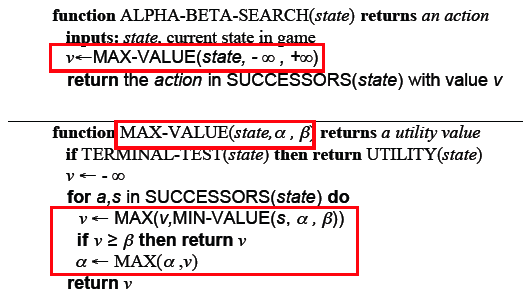 function ALPHA-BETA-SEARCH(state) returns an action
inputs: state, current state in game
v←MAX-VALUE(state, - ∞ , +∞)
return the action in SUCCESSORS(state) with value v
function MAX-VALUE(state,α , β) returns a utility value
if TERMINAL-TEST(state) then return UTILITY(state)
v ← - ∞
for a,s in SUCCESSORS(state) do
v ← MAX(v,MIN-VALUE(s, α , β))
if v ≥ β then return v
α ← MAX(α ,v)
return v